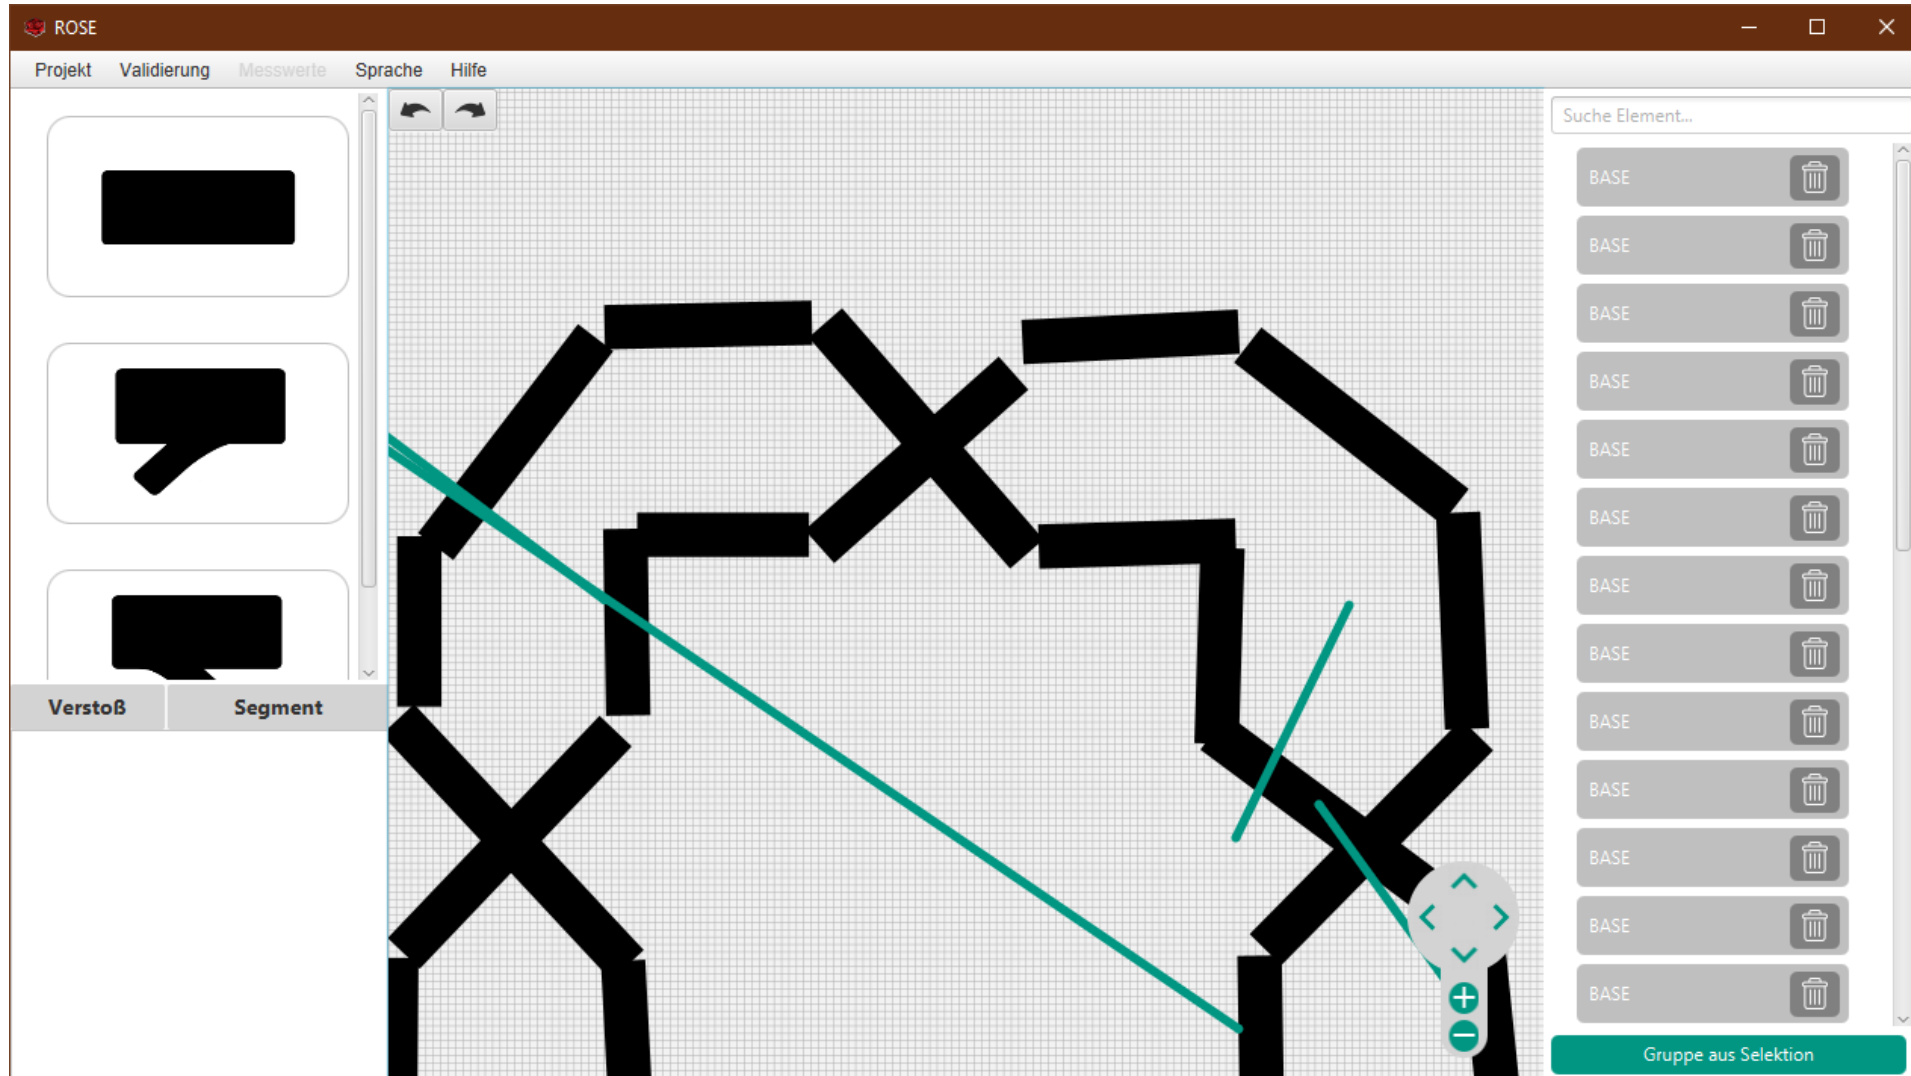 ROSE
Projekt Validierung Messwerte Sprache Hilfe
Suche Element...
BASE
BASE
BASE
BASE
BASE
BASE
BASE
BASE
BASE
BASE
BASE
BASE
BASE
Verstoß Segment
Gruppe aus Selektion